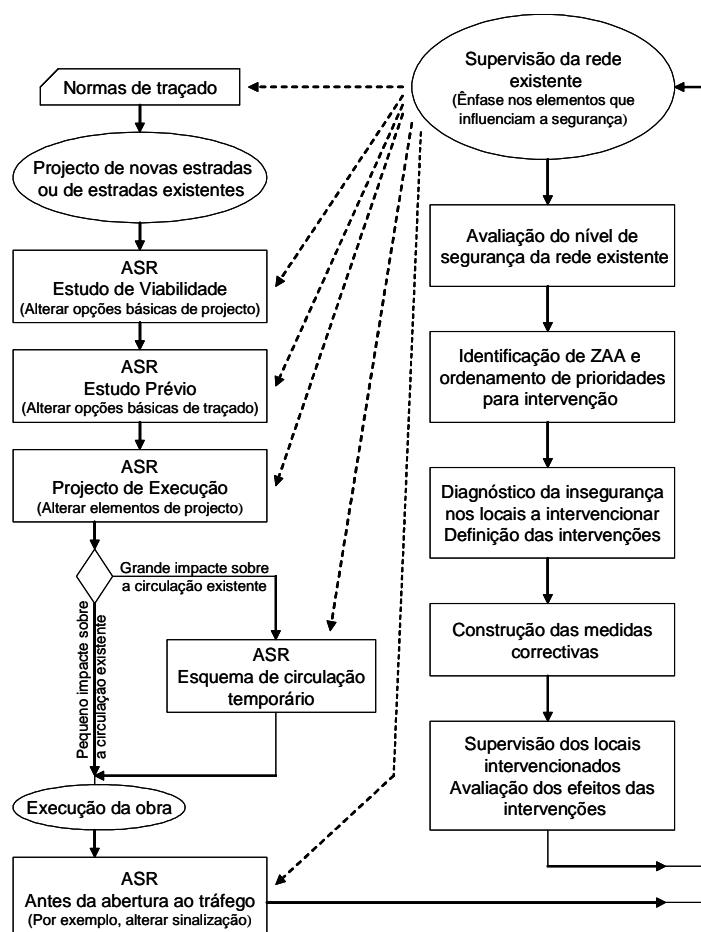 Normas de traçado
Projecto de novas estradas
ou de estradas existentes
ASR
Estudo de Viabilidade
(Alterar opções básicas de projecto)
ASR
Estudo Prévio
(Alterar opções básicas de traçado)
ASR
Projecto de Execução
(Alterar elementos de projecto)
Grande impacte sobre
a circulação existente
Pequeno impacte sobre
a circulação existente
ASR
Esquema de circulação
temporário
Execução da obra
ASR
Antes da abertura ao tráfego
(Por exemplo, alterar sinalização)
Supervisão da rede
existente
(Ênfase nos elementos que
influenciam a segurança)
Avaliação do nível de
segurança da rede existente
Identificação de ZAA e
ordenamento de prioridades
para intervenção
Diagnóstico da insegurança
nos locais a intervencionar
Definição das intervenções
Construção das medidas
correctivas
Supervisão dos locais
intervencionados
Avaliação dos efeitos das
intervenções